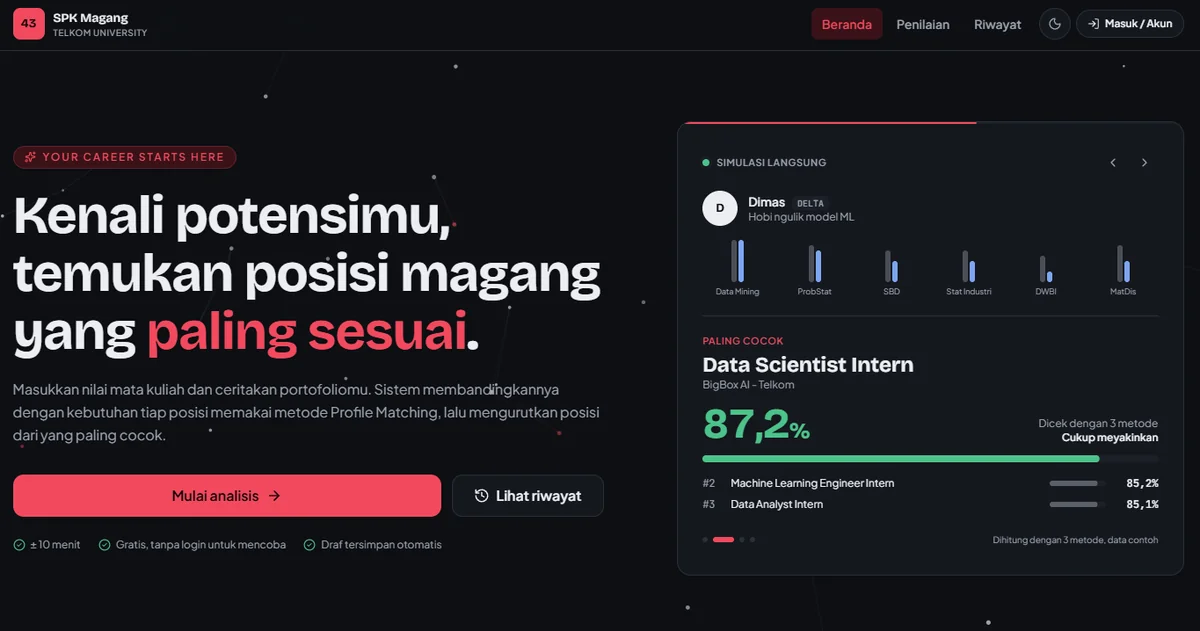 43
SPK Magang
TELKOM UNIVERSITY
Beranda
Penilaian
Riwayat
Masuk / Akun
YOUR CAREER STARTS HERE
Kenali potensimu,
temukan posisi magang
yang paling sesuai.
Masukkan nilai mata kuliah dan ceritakan portofoliomu. Sistem membandingkannya
dengan kebutuhan tiap posisi memakai metode Profile Matching, lalu mengurutkan posisi
dari yang paling cocok.
Mulai analisis
Lihat riwayat
±10 menit
Gratis, tanpa login untuk mencoba
Draf tersimpan otomatis
SIMULASI LANGSUNG
D
Dimas DELTA
Hobi ngulik model ML
Data Mining
ProbStat
SBD
Stat Industri
DWBI
MatDis
PALING COCOK
Data Scientist Intern
BigBox AI - Telkom
87,2%
Dicek dengan 3 metode
Cukup meyakinkan
#2 Machine Learning Engineer Intern 85,2%
#3 Data Analyst Intern 85,1%
Dihitung dengan 3 metode, data contoh